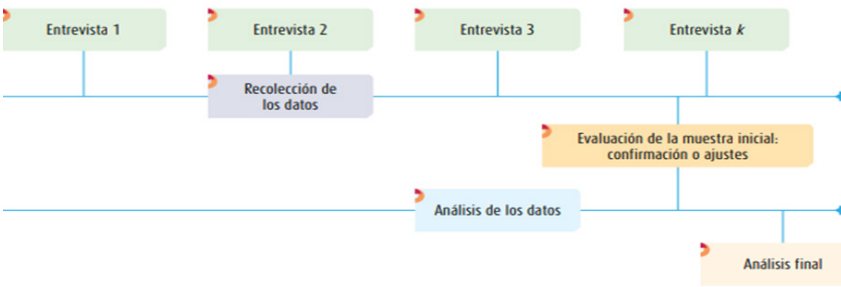 Entrevista 1
Entrevista 2
Entrevista 3
Entrevista k
Recolección de
los datos
Evaluación de la muestra inicial:
confirmación o ajustes
Análisis de los datos
Análisis final